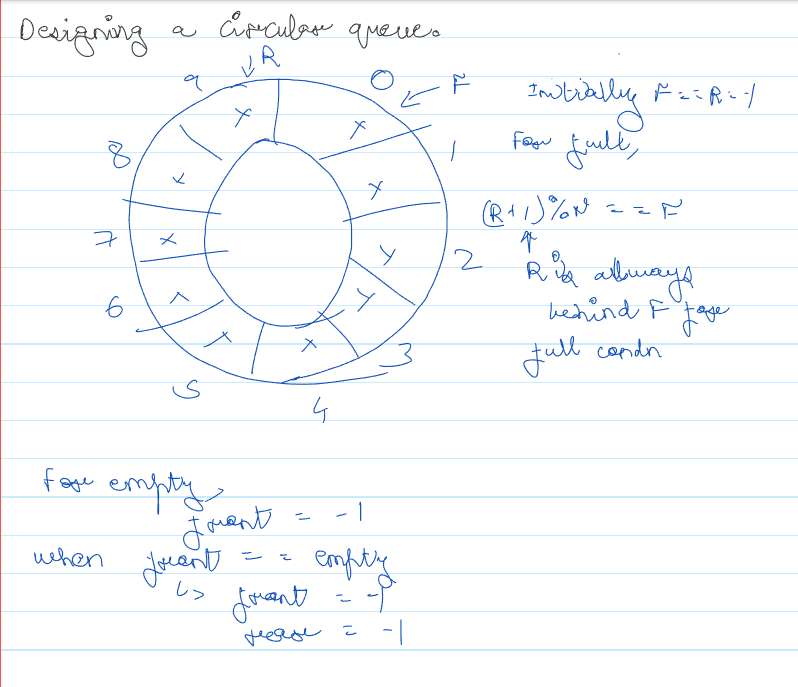 Designing a Circular queue.
R
9
0
F
Initially F == R = -1
8
X
X
1
For full,
x
X
(R+1)%N == F
7
x
y
2
↑
R is always
6
^
y
behind F for
x
X
3
full condn
5
4
For empty,
front = -1
when front == empty
↳ front = -1
rear = -1